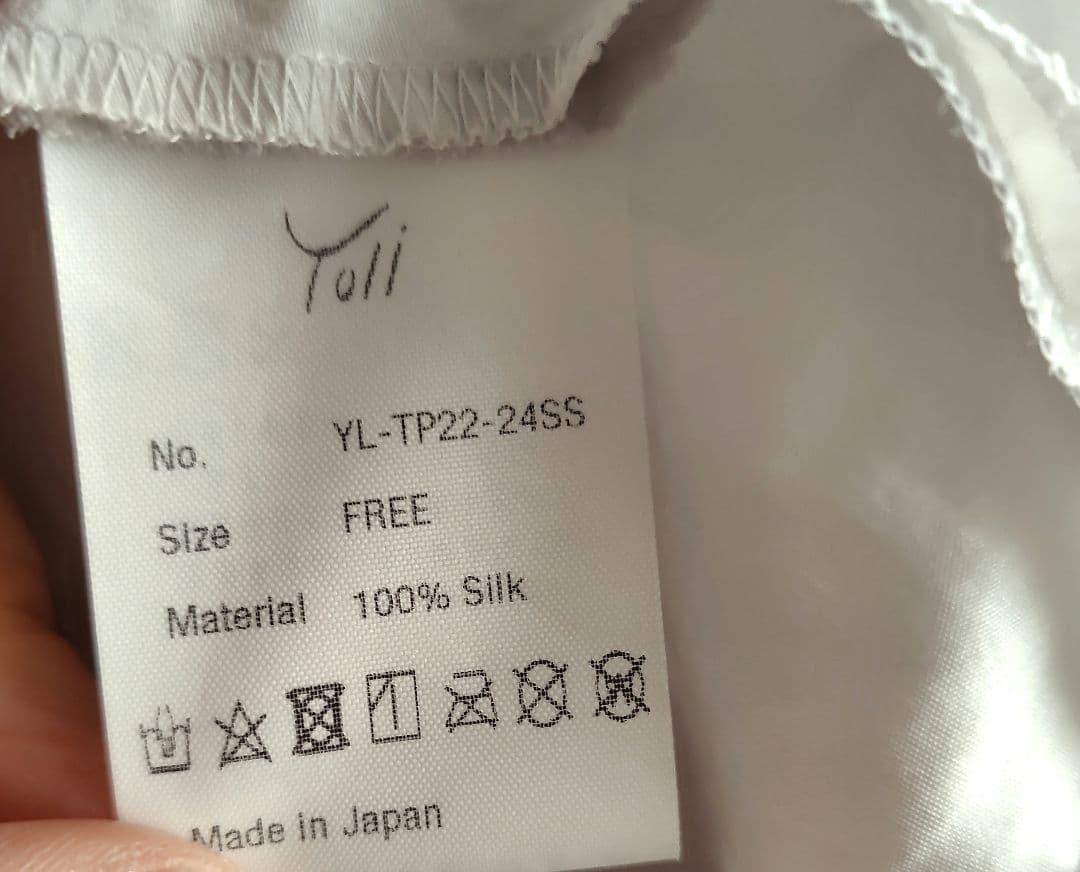 Yoli
No. YL-TP22-24SS
Size FREE
Material 100% Silk
Made in Japan